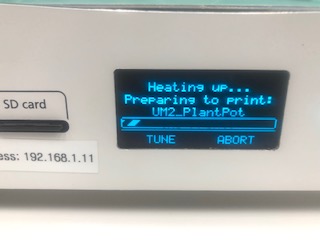 Heating up...
Preparing to print:
UM2_PlantPot
TUNE ABORT
SD card
ess: 192.168.1.11